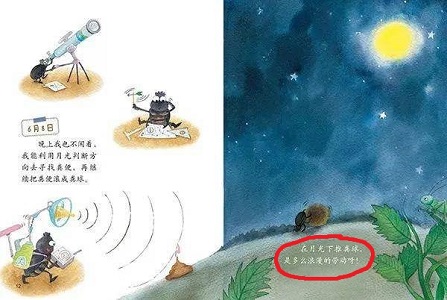 6月8日
晚上我也不闲着。
我能利用月光判断方
向去寻找粪便，再继
续把粪便滚成粪球。
12
在月光下推粪球，
是多么浪漫的劳动呀！